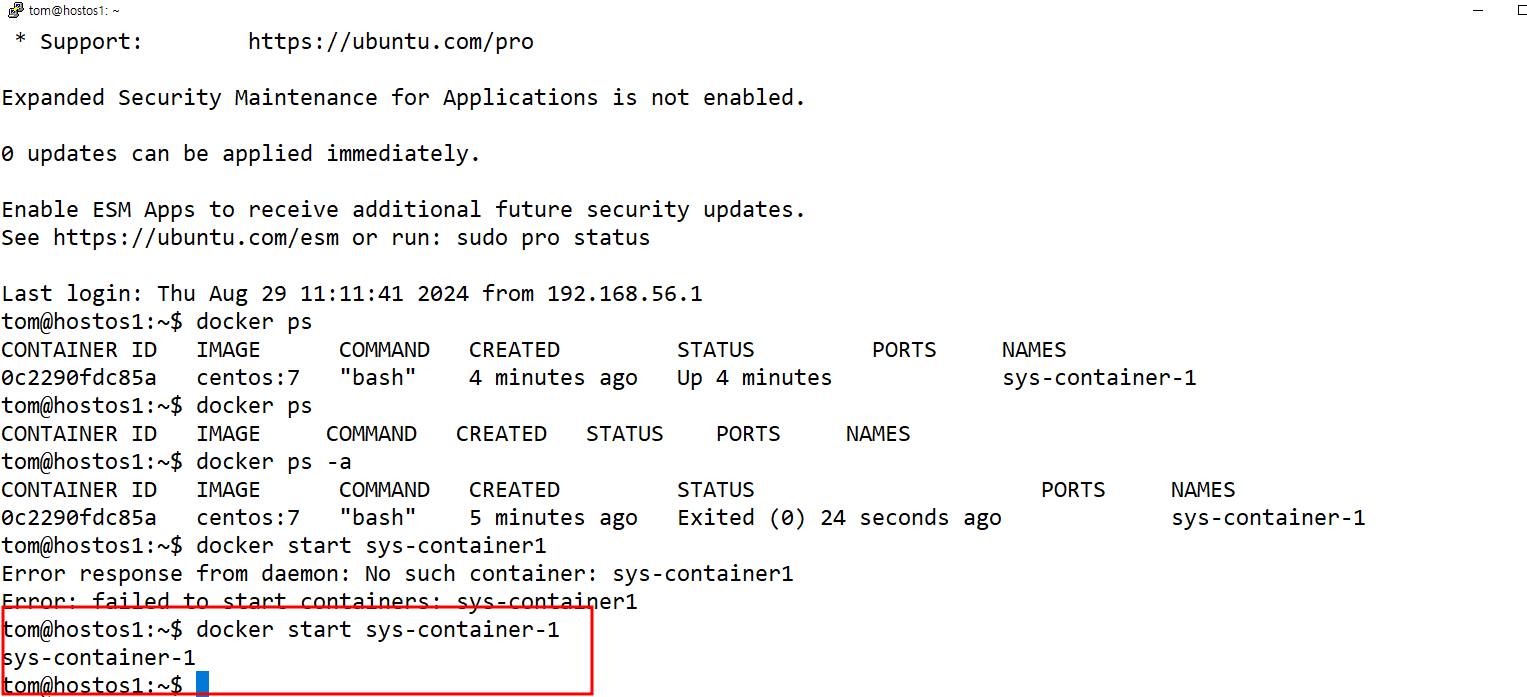 tom@hostos1: ~
* Support:        https://ubuntu.com/pro
Expanded Security Maintenance for Applications is not enabled.
0 updates can be applied immediately.
Enable ESM Apps to receive additional future security updates.
See https://ubuntu.com/esm or run: sudo pro status
Last login: Thu Aug 29 11:11:41 2024 from 192.168.56.1
tom@hostos1:~$ docker ps
CONTAINER ID   IMAGE      COMMAND   CREATED         STATUS         PORTS     NAMES
0c2290fdc85a   centos:7   "bash"    4 minutes ago   Up 4 minutes             sys-container-1
tom@hostos1:~$ docker ps
CONTAINER ID   IMAGE     COMMAND   CREATED   STATUS    PORTS     NAMES
tom@hostos1:~$ docker ps -a
CONTAINER ID   IMAGE      COMMAND   CREATED         STATUS                      PORTS     NAMES
0c2290fdc85a   centos:7   "bash"    5 minutes ago   Exited (0) 24 seconds ago             sys-container-1
tom@hostos1:~$ docker start sys-container1
Error response from daemon: No such container: sys-container1
Error: failed to start containers: sys-container1
tom@hostos1:~$ docker start sys-container-1
sys-container-1
tom@hostos1:~$